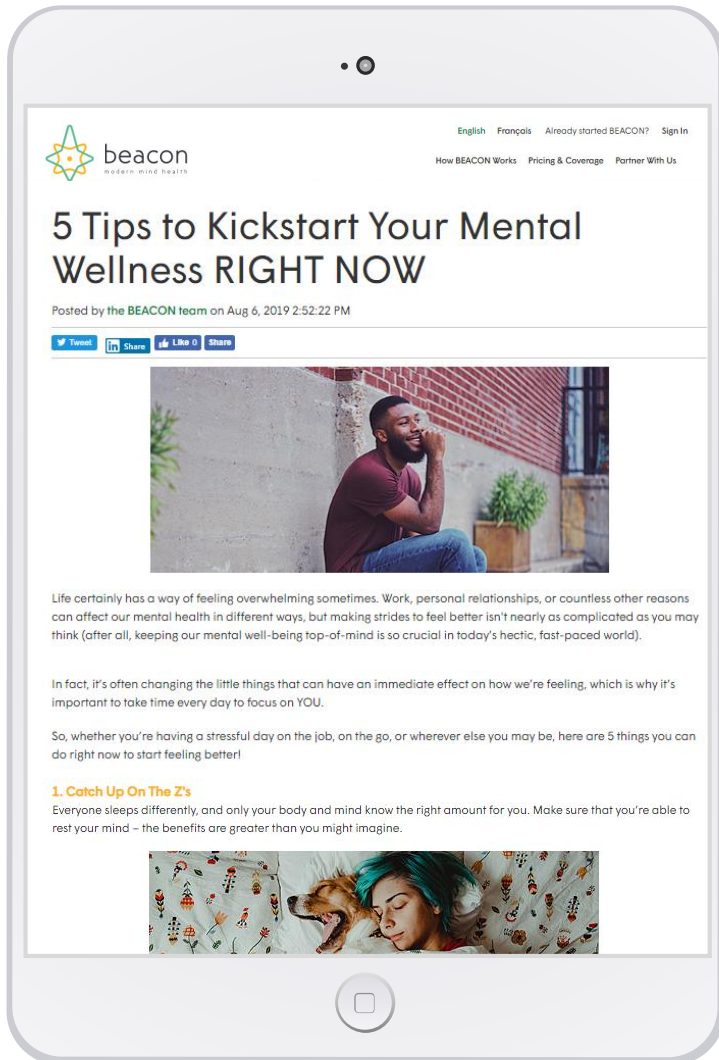 beacon
modern mind health
English Français Already started BEACON? Sign In
How BEACON Works Pricing & Coverage Partner With Us
5 Tips to Kickstart Your Mental
Wellness RIGHT NOW
Posted by the BEACON team on Aug 6, 2019 2:52:22 PM
Tweet in Share Like 0 Share
Life certainly has a way of feeling overwhelming sometimes. Work, personal relationships, or countless other reasons
can affect our mental health in different ways, but making strides to feel better isn't nearly as complicated as you may
think (after all, keeping our mental well-being top-of-mind is so crucial in today's hectic, fast-paced world).
In fact, it's often changing the little things that can have an immediate effect on how we're feeling, which is why it's
important to take time every day to focus on YOU.
So, whether you're having a stressful day on the job, on the go, or wherever else you may be, here are 5 things you can
do right now to start feeling better!
1. Catch Up On The Z's
Everyone sleeps differently, and only your body and mind know the right amount for you. Make sure that you're able to
rest your mind – the benefits are greater than you might imagine.